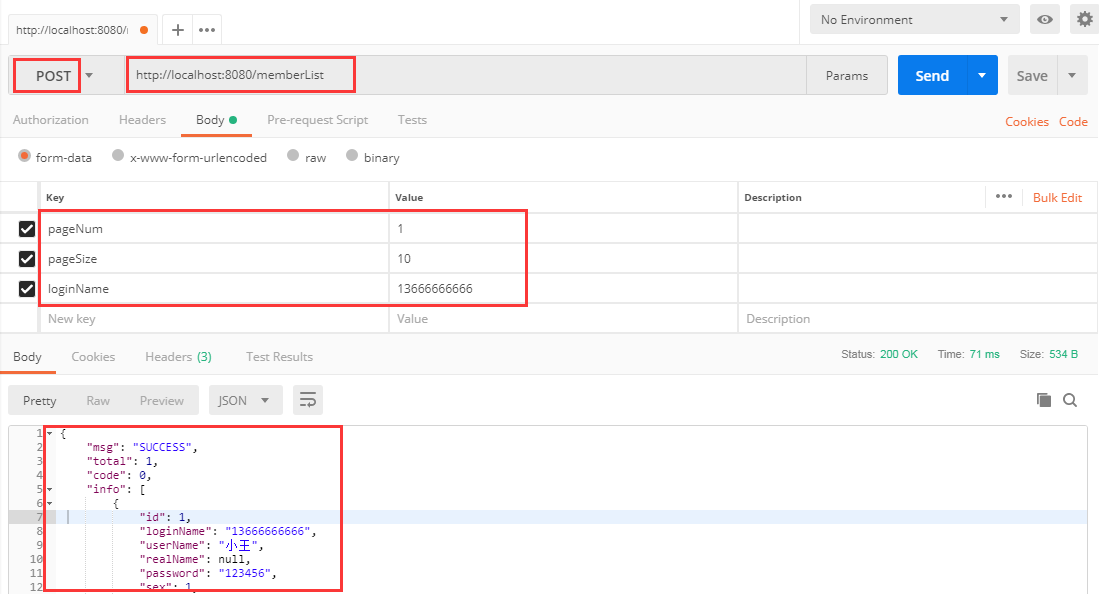 http://localhost:8080/ No Environment
POST http://localhost:8080/memberList Params Send Save
Authorization Headers Body Pre-request Script Tests Cookies Code
form-data x-www-form-urlencoded raw binary
Key Value Description ••• Bulk Edit
pageNum 1
pageSize 10
loginName 13666666666
New key Value Description
Body Cookies Headers (3) Test Results Status: 200 OK Time: 71 ms Size: 534 B
Pretty Raw Preview JSON
1 {
2 "msg": "SUCCESS",
3 "total": 1,
4 "code": 0,
5 "info": [
6 {
7 "id": 1,
8 "loginName": "13666666666",
9 "userName": "小王",
10 "realName": null,
11 "password": "123456",
12 "sex": 1,